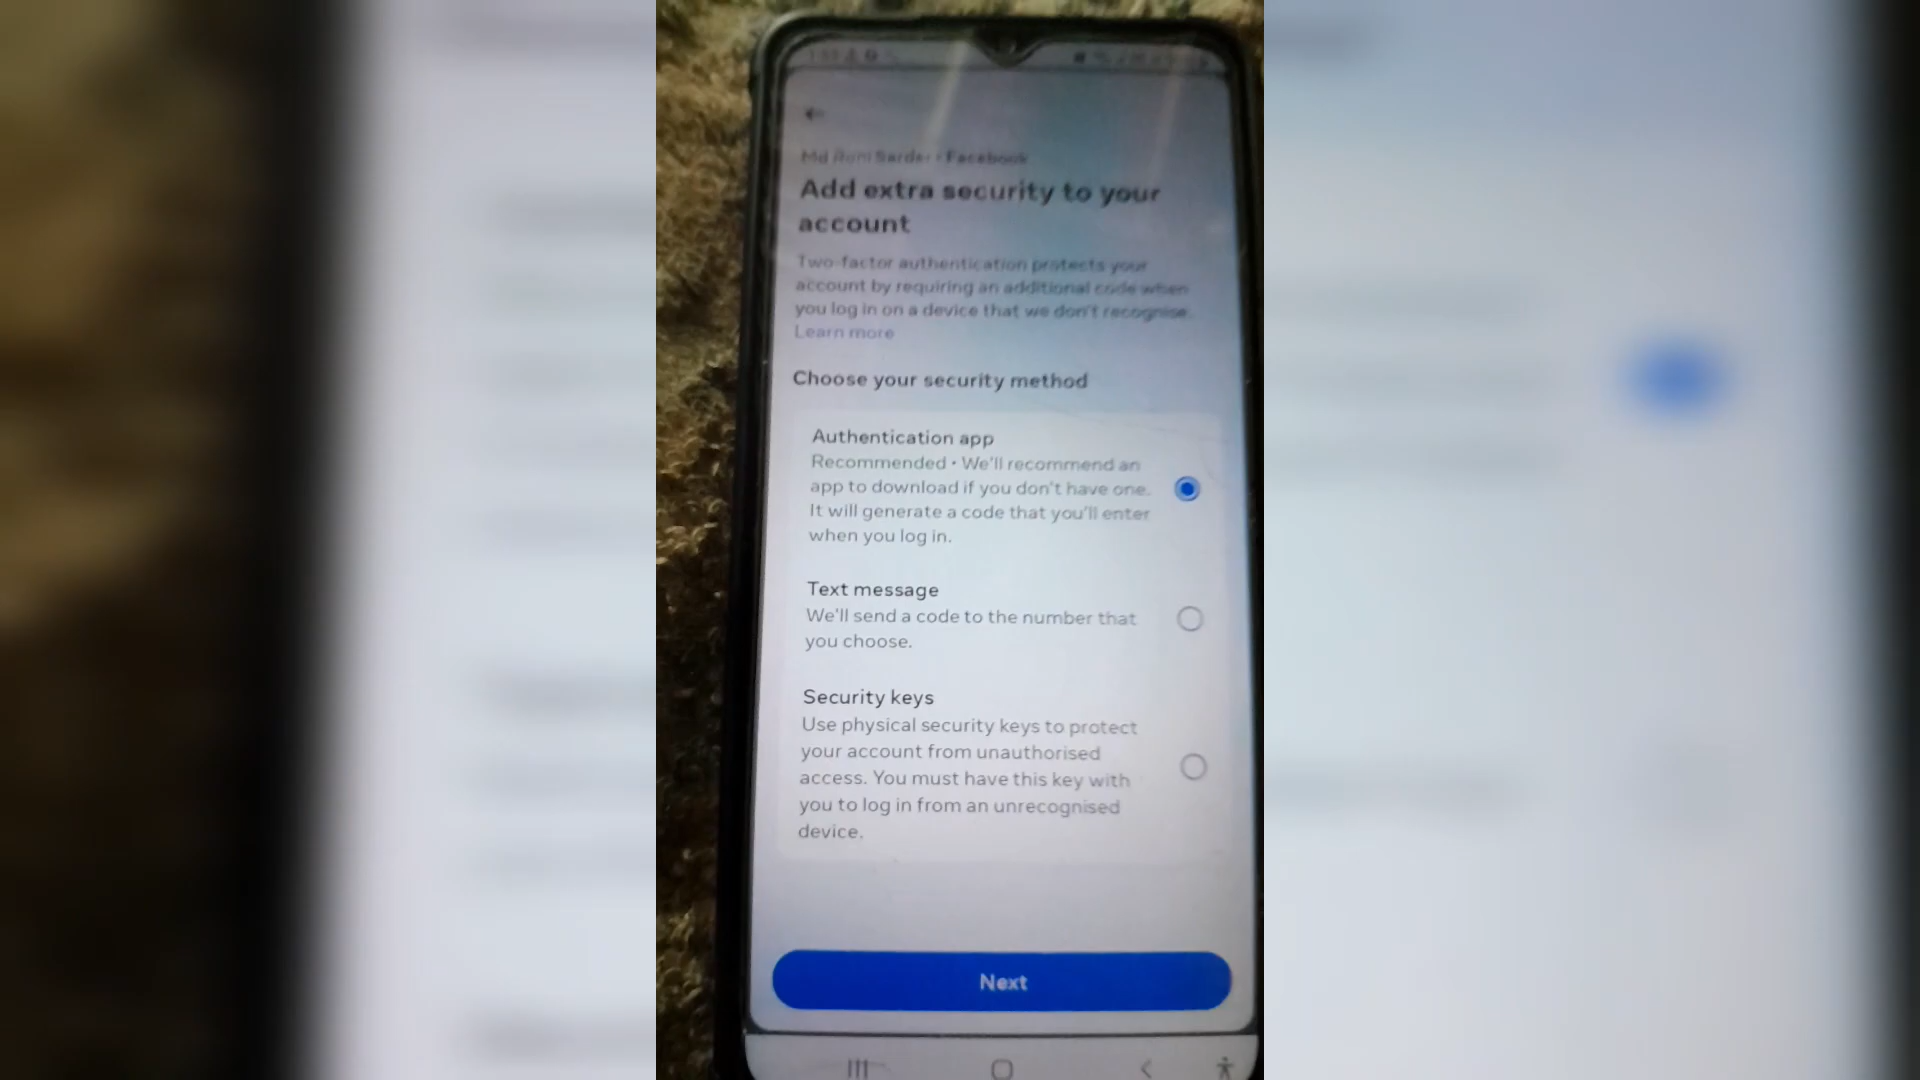 Md Roni Sardar • Facebook
Add extra security to your
account
Two-factor authentication protects your
account by requiring an additional code when
you log in on a device that we don't recognise.
Learn more
Choose your security method
Authentication app
Recommended • We'll recommend an
app to download if you don't have one.
It will generate a code that you'll enter
when you log in.
Text message
We'll send a code to the number that
you choose.
Security keys
Use physical security keys to protect
your account from unauthorised
access. You must have this key with
you to log in from an unrecognised
device.
Next